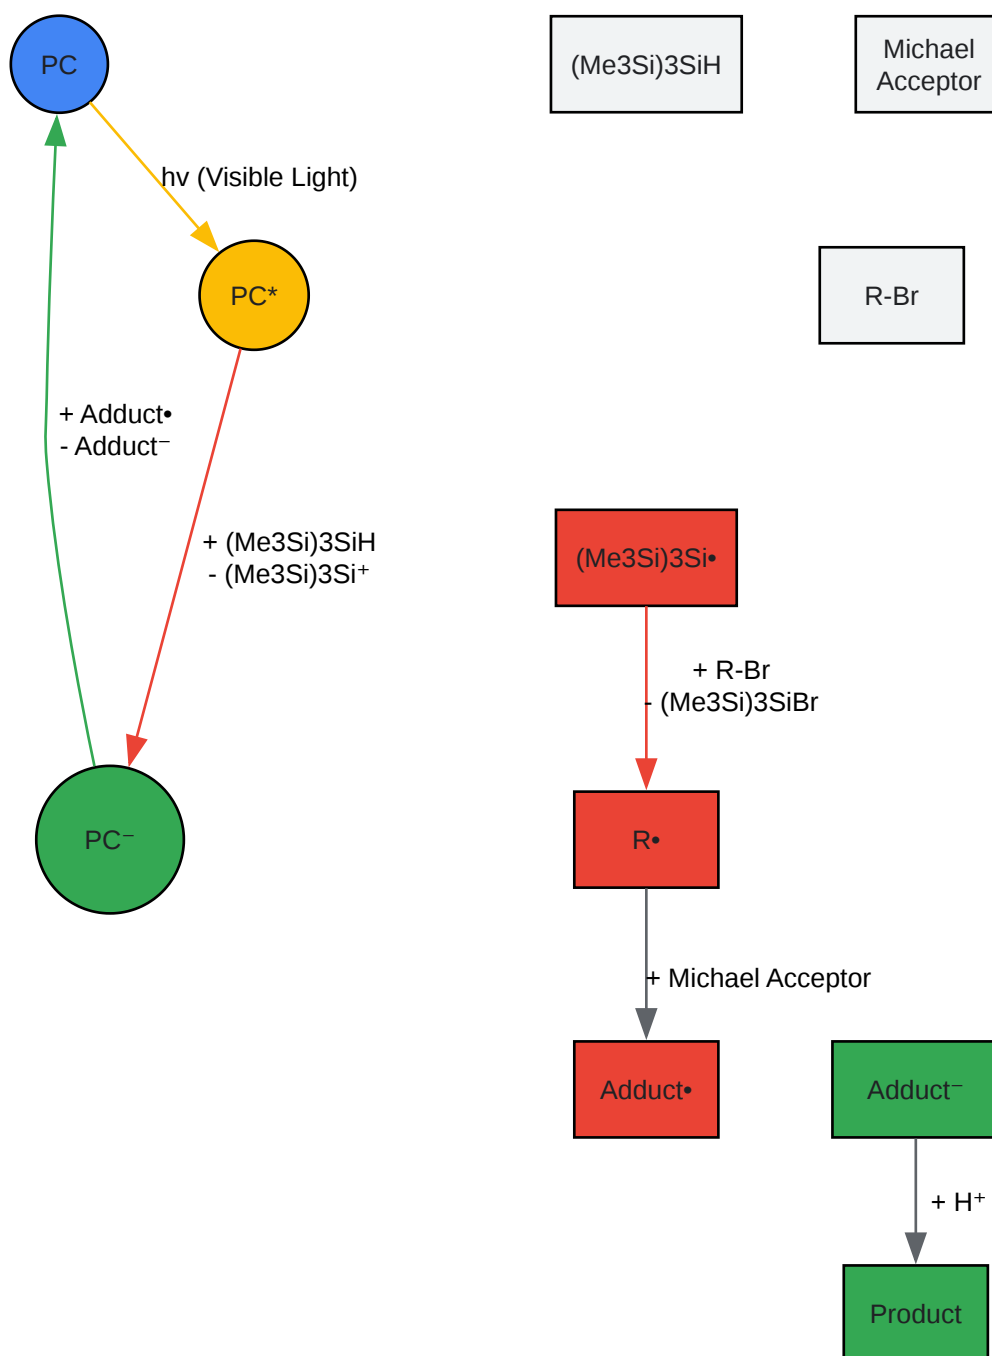 PC
(Me3Si)3SiH
Michael
Acceptor
hv (Visible Light)
PC*
R-Br
+ Adduct•
- Adduct⁻
+ (Me3Si)3SiH
- (Me3Si)3Si⁺
(Me3Si)3Si•
+ R-Br
- (Me3Si)3SiBr
PC⁻
R•
+ Michael Acceptor
Adduct•
Adduct⁻
+ H⁺
Product